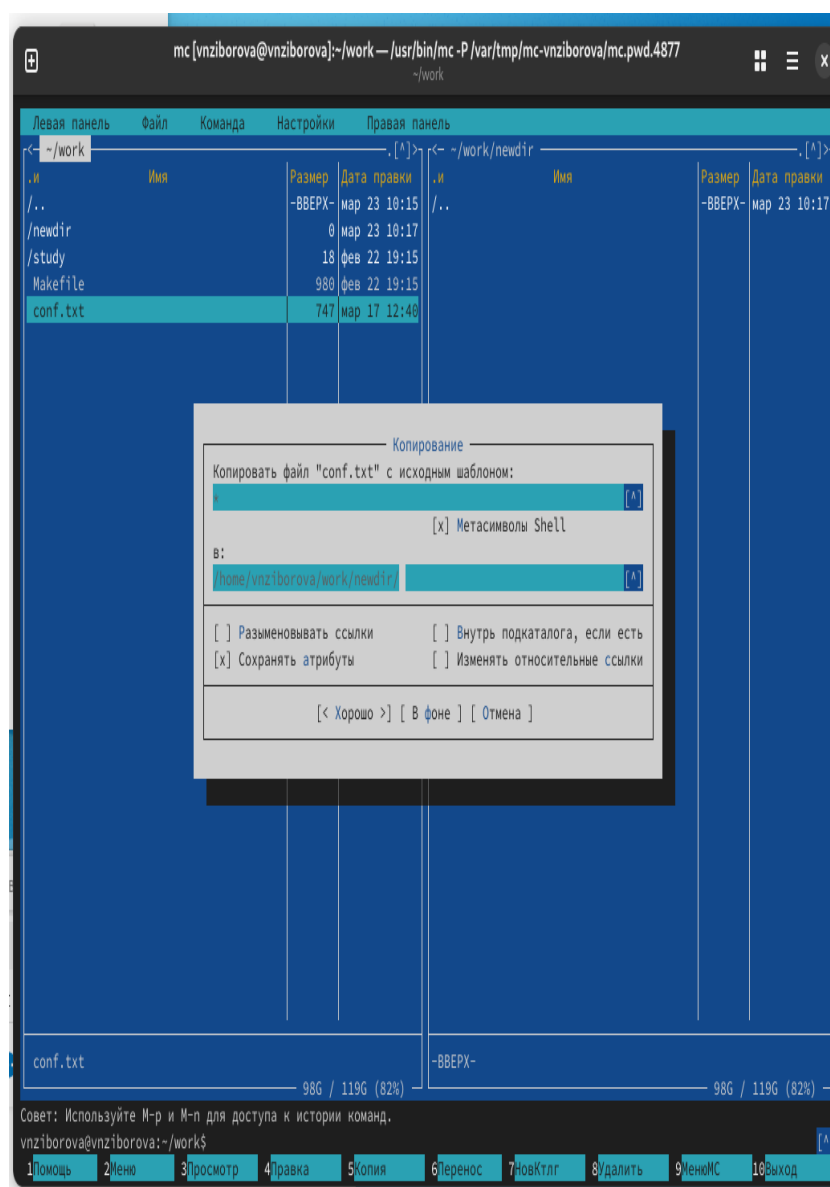 mc [vnziborova@vnziborova]:~/work — /usr/bin/mc -P /var/tmp/mc-vnziborova/mc.pwd.4877
~/work
Левая панель Файл Команда Настройки Правая панель
<- ~/work .[^]> <- ~/work/newdir .[^]>
.и Имя Размер Дата правки .и Имя Размер Дата правки
/.. -ВВЕРХ- мар 23 10:15 /.. -ВВЕРХ- мар 23 10:17
/newdir 0 мар 23 10:17
/study 18 фев 22 19:15
Makefile 980 фев 22 19:15
conf.txt 747 мар 17 12:40
Копирование
Копировать файл "conf.txt" с исходным шаблоном:
* [^]
[x] Метасимволы Shell
в:
/home/vnziborova/work/newdir/ [^]
[ ] Разыменовывать ссылки [ ] Внутрь подкаталога, если есть
[x] Сохранять атрибуты [ ] Изменять относительные ссылки
[< Хорошо >] [ В фоне ] [ Отмена ]
conf.txt -ВВЕРХ-
98G / 119G (82%) 98G / 119G (82%)
Совет: Используйте M-p и M-n для доступа к истории команд.
vnziborova@vnziborova:~/work$ [^
1Помощь 2Меню 3Просмотр 4Правка 5Копия 6Перенос 7НовКтлг 8Удалить 9МенюMC 10Выход